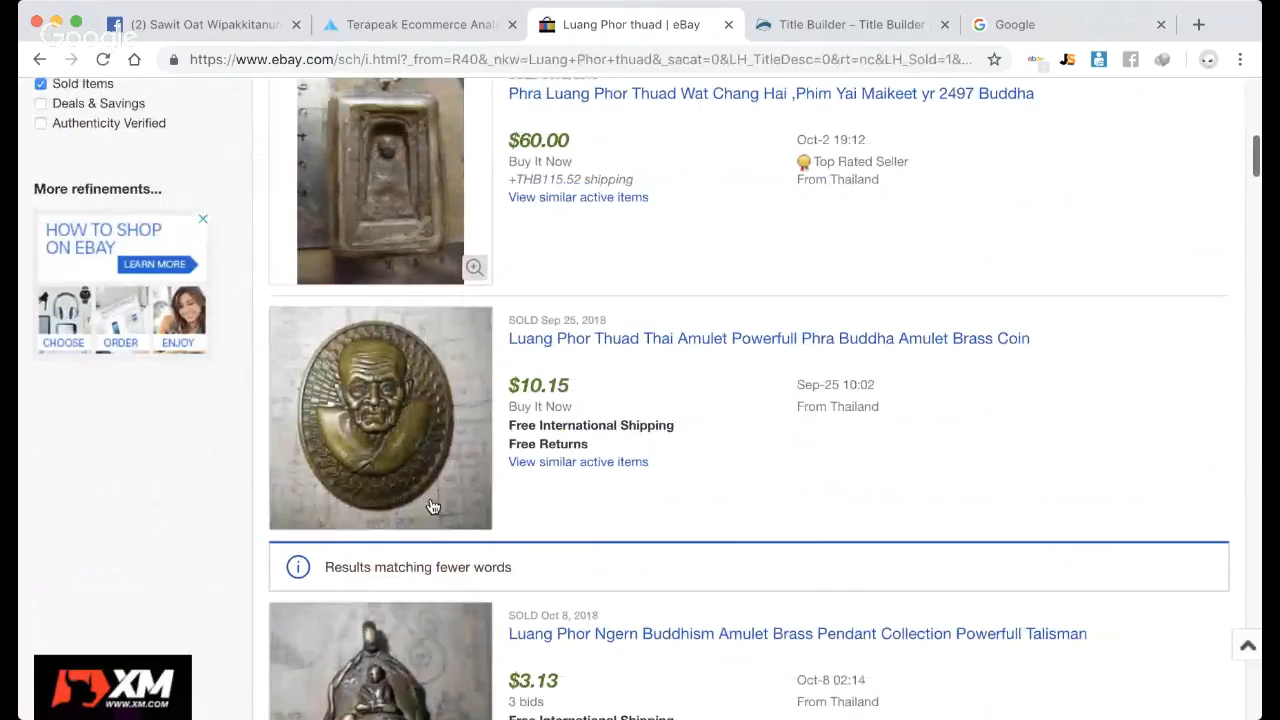 (2) Sawit Oat Wipakkitanun
Terapeak Ecommerce Analy
Luang Phor thuad | eBay
Title Builder – Title Builder
Google
Google
https://www.ebay.com/sch/i.html?_from=R40&_nkw=Luang+Phor+thuad&_sacat=0&LH_TitleDesc=0&rt=nc&LH_Sold=1&...
Sold Items
Deals & Savings
Authenticity Verified
More refinements...
HOW TO SHOP
ON EBAY
LEARN MORE
CHOOSE ORDER ENJOY
XM
WWW.XM.COM
Phra Luang Phor Thuad Wat Chang Hai ,Phim Yai Maikeet yr 2497 Buddha
$60.00 Oct-2 19:12
Buy It Now Top Rated Seller
+THB115.52 shipping From Thailand
View similar active items
SOLD Sep 25, 2018
Luang Phor Thuad Thai Amulet Powerfull Phra Buddha Amulet Brass Coin
$10.15 Sep-25 10:02
Buy It Now From Thailand
Free International Shipping
Free Returns
View similar active items
Results matching fewer words
SOLD Oct 8, 2018
Luang Phor Ngern Buddhism Amulet Brass Pendant Collection Powerfull Talisman
$3.13 Oct-8 02:14
3 bids From Thailand
Free International Shipping